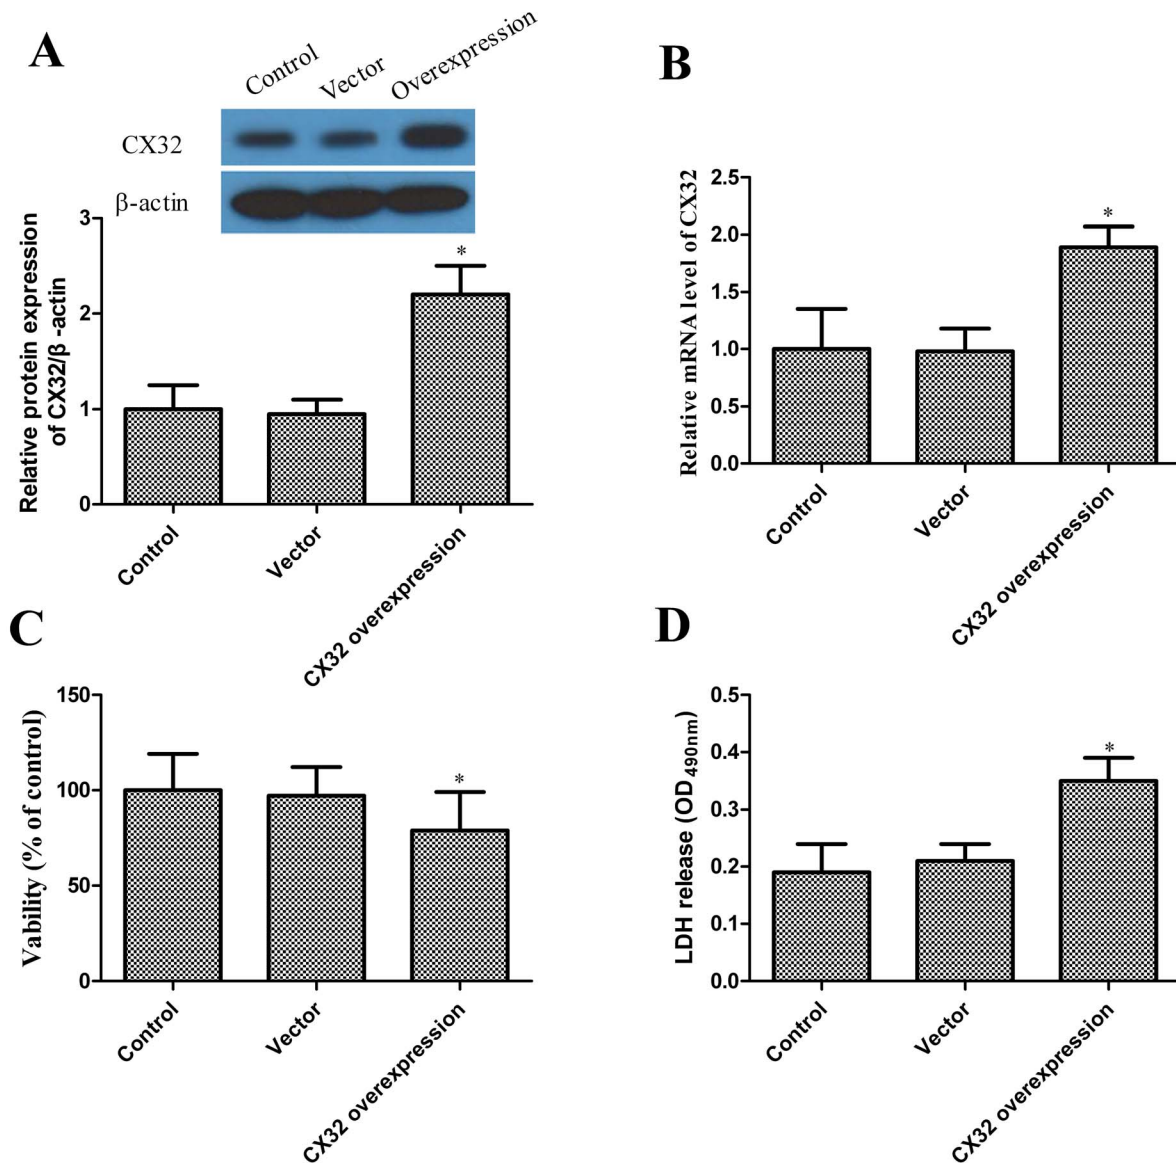 A
Control
Vector
Overexpression
CX32
β-actin
Relative protein expression
of CX32/β -actin
3
2
1
0
*
Control
Vector
CX32 overexpression
B
Relative mRNA level of CX32
2.5
2.0
1.5
1.0
0.5
0.0
*
Control
Vector
CX32 overexpression
C
Vability (% of control)
150
100
50
0
*
Control
Vector
CX32 overexpression
D
LDH release (OD490nm)
0.5
0.4
0.3
0.2
0.1
0.0
*
Control
Vector
CX32 overexpression